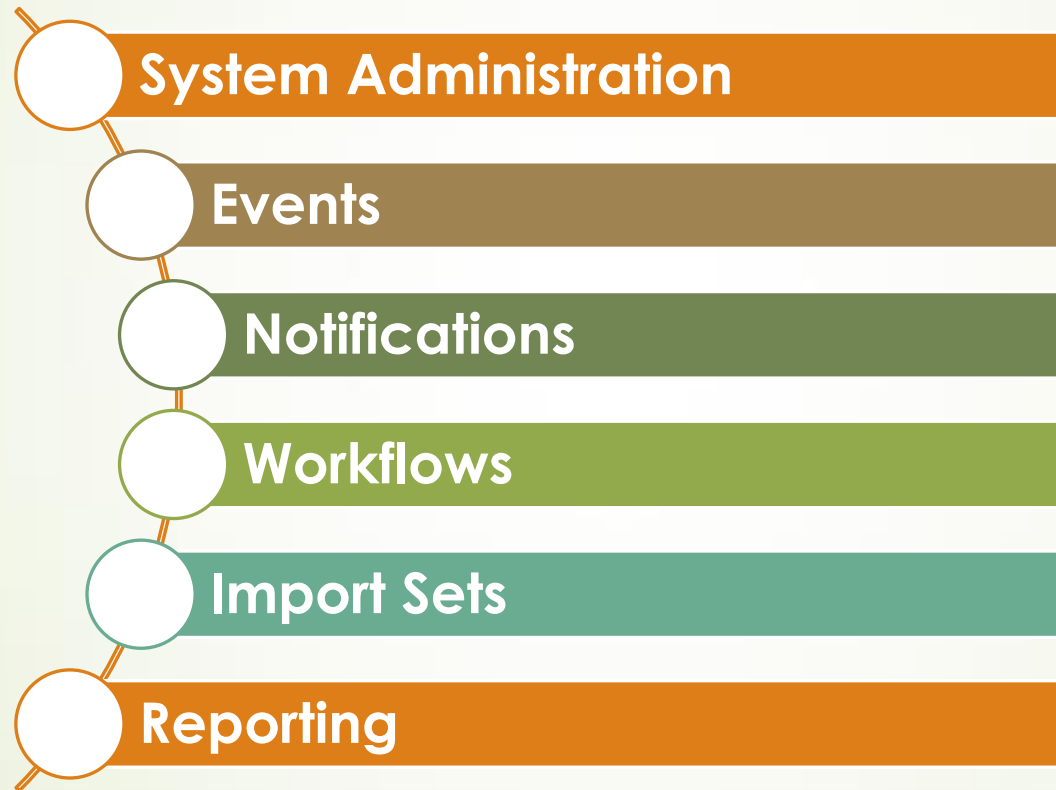 System Administration
Events
Notifications
Workflows
Import Sets
Reporting